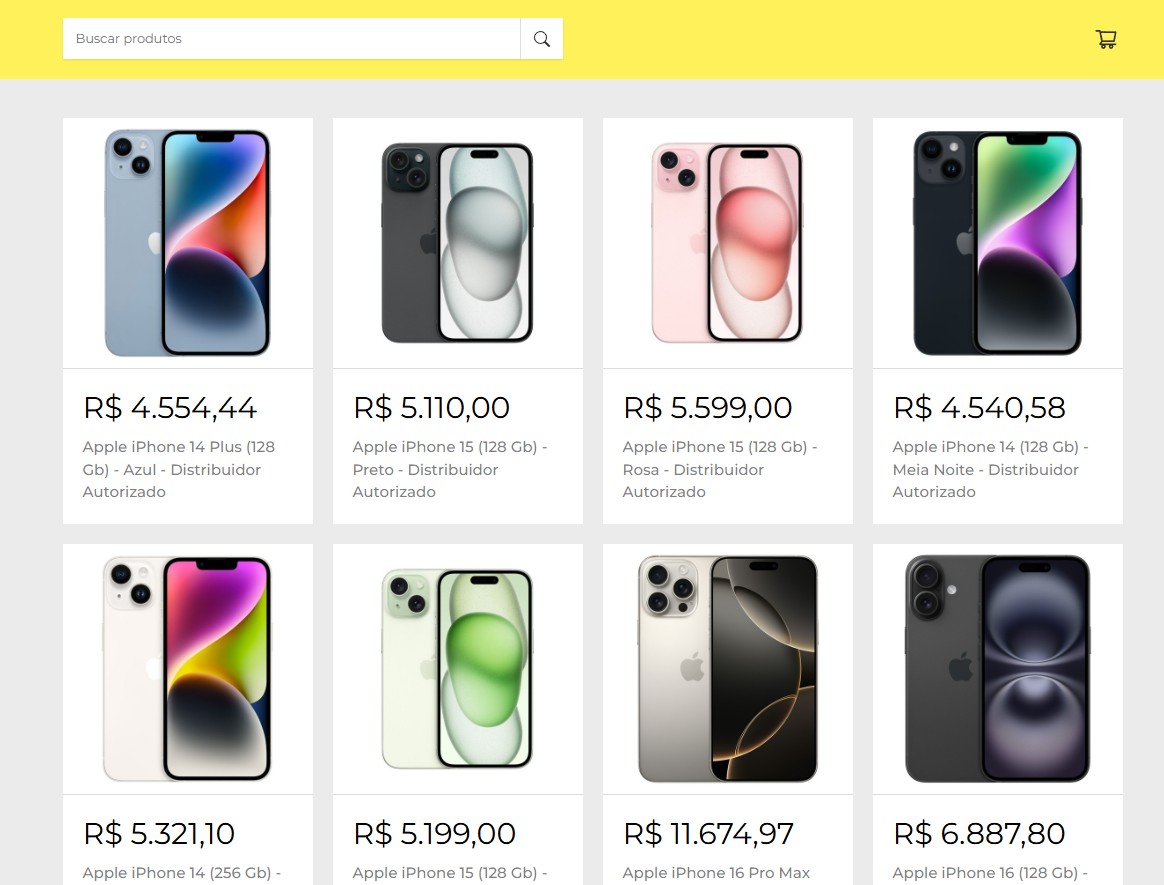 Buscar produtos
R$ 4.554,44
Apple iPhone 14 Plus (128
Gb) - Azul - Distribuidor
Autorizado
R$ 5.110,00
Apple iPhone 15 (128 Gb) -
Preto - Distribuidor
Autorizado
R$ 5.599,00
Apple iPhone 15 (128 Gb) -
Rosa - Distribuidor
Autorizado
R$ 4.540,58
Apple iPhone 14 (128 Gb) -
Meia Noite - Distribuidor
Autorizado
R$ 5.321,10
Apple iPhone 14 (256 Gb) -
R$ 5.199,00
Apple iPhone 15 (128 Gb) -
R$ 11.674,97
Apple iPhone 16 Pro Max
R$ 6.887,80
Apple iPhone 16 (128 Gb) -